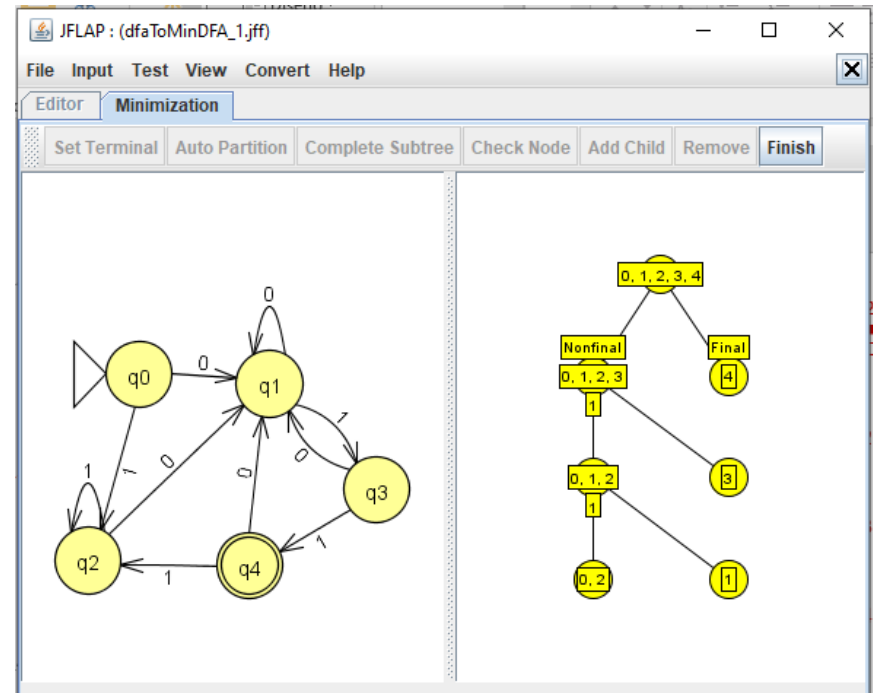 JFLAP : (dfaToMinDFA_1.jff)
File Input Test View Convert Help
Editor Minimization
Set Terminal Auto Partition Complete Subtree Check Node Add Child Remove Finish
0
q0
0
q1
1
1
0
0
0
1
q3
1
q2
1
q4
0, 1, 2, 3, 4
Nonfinal
Final
0, 1, 2, 3
4
1
0, 1, 2
3
1
0, 2
1